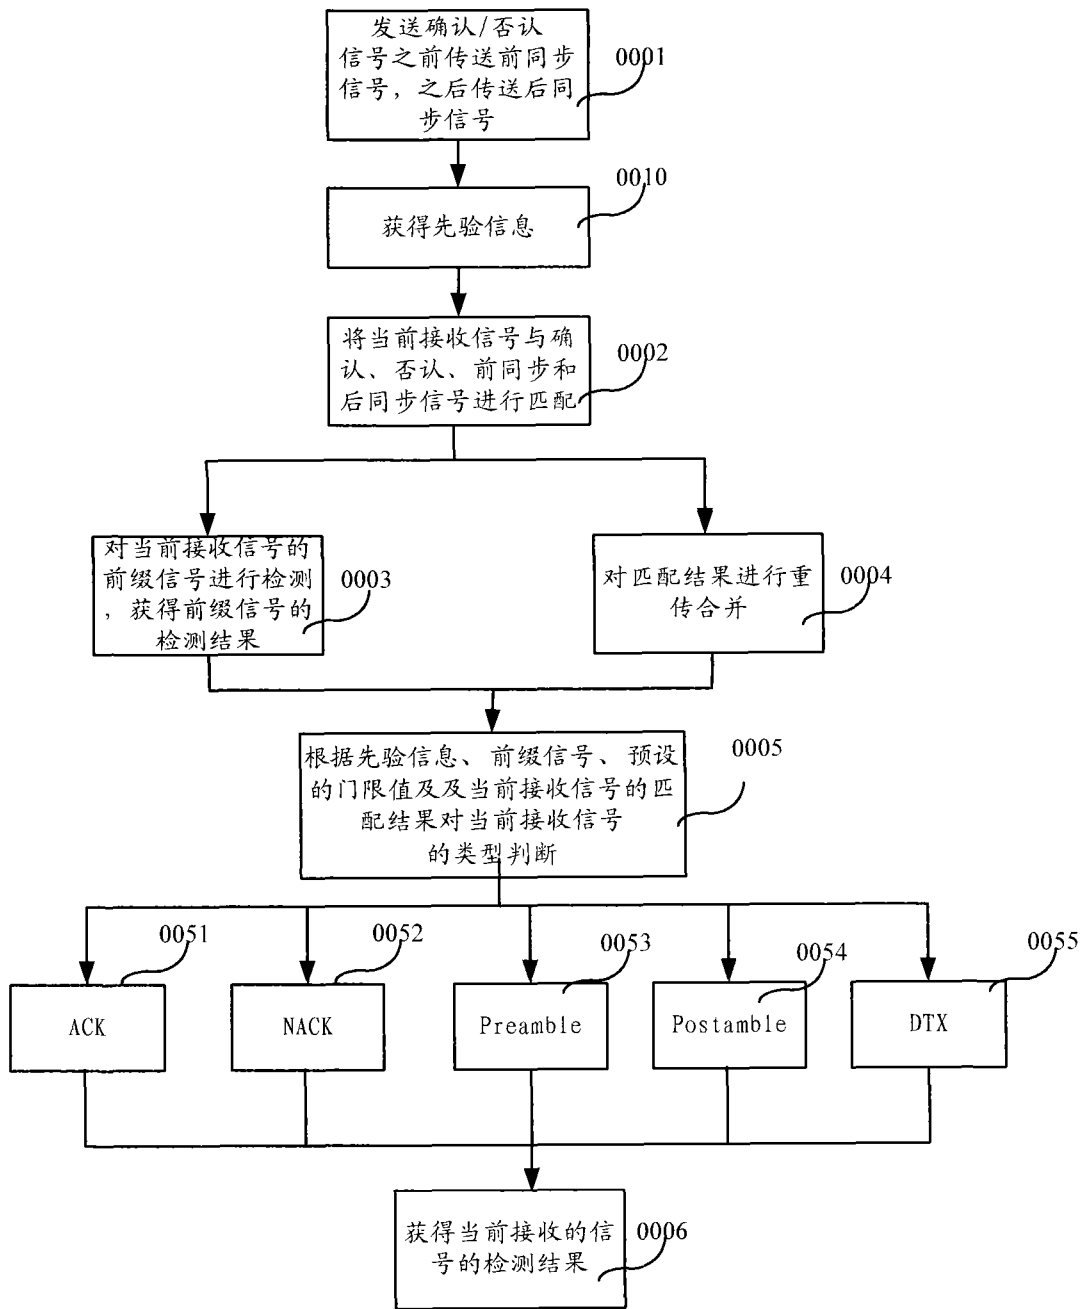 发送确认/否认
信号之前传送前同步
信号，之后传送后同
步信号
0001
0010
获得先验信息
将当前接收信号与确
认、否认、前同步和
后同步信号进行匹配
0002
对当前接收信号的
前缀信号进行检测
，获得前缀信号的
检测结果
0003
对匹配结果进行重
传合并
0004
根据先验信息、前缀信号、预设
的门限值及及当前接收信号的匹
配结果对当前接收信号
的类型判断
0005
0051
0052
0053
0054
0055
ACK
NACK
Preamble
Postamble
DTX
获得当前接收的信
号的检测结果
0006